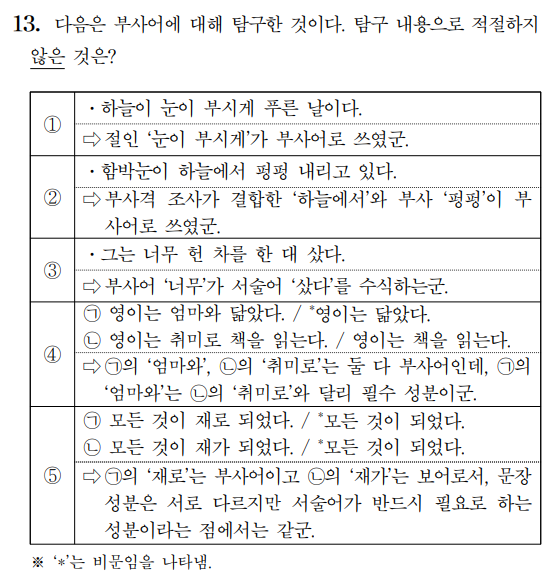 13. 다음은 부사어에 대해 탐구한 것이다. 탐구 내용으로 적절하지
않은 것은?
① ・하늘이 눈이 부시게 푸른 날이다.
⇨ 절인 ‘눈이 부시게’가 부사어로 쓰였군.
② ・함박눈이 하늘에서 펑펑 내리고 있다.
⇨ 부사격 조사가 결합한 ‘하늘에서’와 부사 ‘펑펑’이 부
사어로 쓰였군.
③ ・그는 너무 헌 차를 한 대 샀다.
⇨ 부사어 ‘너무’가 서술어 ‘샀다’를 수식하는군.
④ ㉠ 영이는 엄마와 닮았다. / *영이는 닮았다.
㉡ 영이는 취미로 책을 읽는다. / 영이는 책을 읽는다.
⇨ ㉠의 ‘엄마와’, ㉡의 ‘취미로’는 둘 다 부사어인데, ㉠의
‘엄마와’는 ㉡의 ‘취미로’와 달리 필수 성분이군.
⑤ ㉠ 모든 것이 재로 되었다. / *모든 것이 되었다.
㉡ 모든 것이 재가 되었다. / *모든 것이 되었다.
⇨ ㉠의 ‘재로’는 부사어이고 ㉡의 ‘재가’는 보어로서, 문장
성분은 서로 다르지만 서술어가 반드시 필요로 하는
성분이라는 점에서는 같군.
※ ‘*’는 비문임을 나타냄.